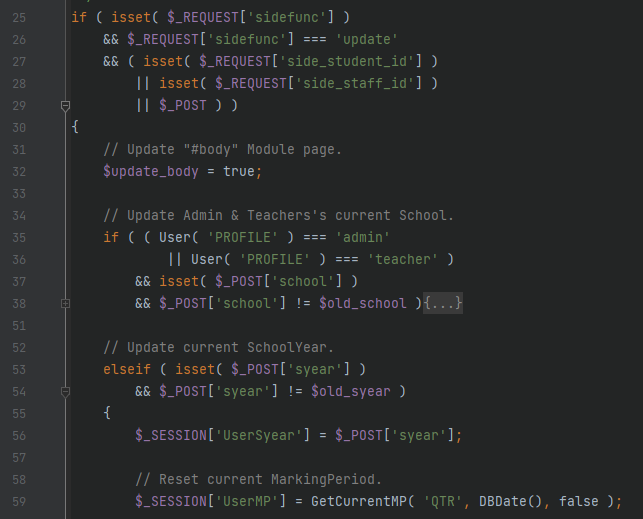 25 if ( isset( $_REQUEST['sidefunc'] )
26 && $_REQUEST['sidefunc'] === 'update'
27 && ( isset( $_REQUEST['side_student_id'] )
28 || isset( $_REQUEST['side_staff_id'] )
29 || $_POST ) )
30 {
31 // Update "#body" Module page.
32 $update_body = true;
33
34 // Update Admin & Teachers's current School.
35 if ( ( User( 'PROFILE' ) === 'admin'
36 || User( 'PROFILE' ) === 'teacher' )
37 && isset( $_POST['school'] )
38 && $_POST['school'] != $old_school ){...}
51
52 // Update current SchoolYear.
53 elseif ( isset( $_POST['syear'] )
54 && $_POST['syear'] != $old_syear )
55 {
56 $_SESSION['UserSyear'] = $_POST['syear'];
57
58 // Reset current MarkingPeriod.
59 $_SESSION['UserMP'] = GetCurrentMP( 'QTR', DBDate(), false );